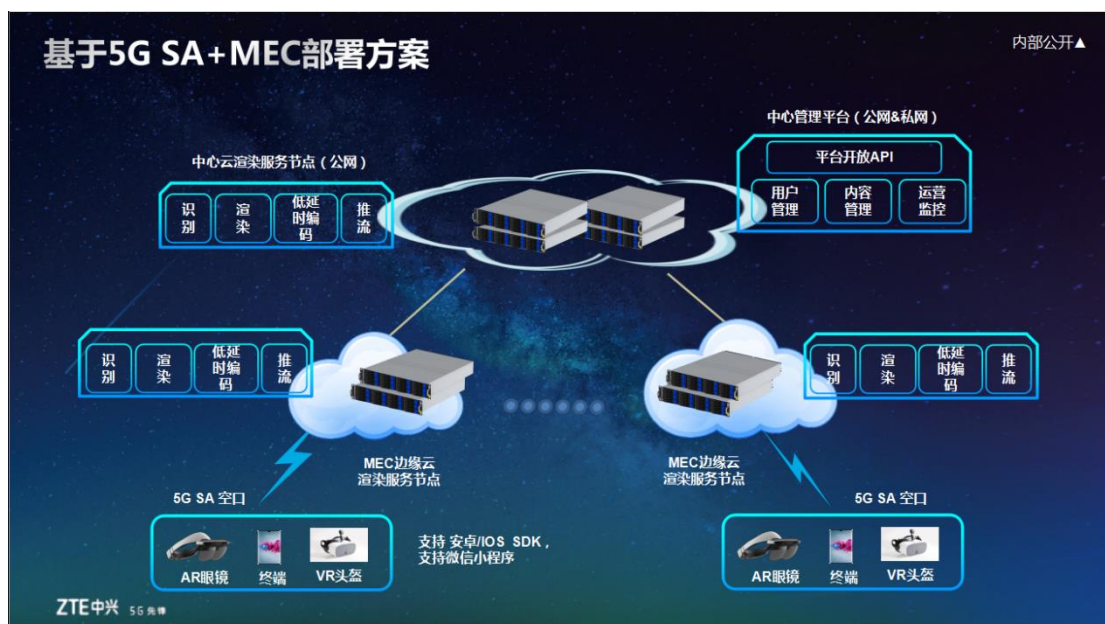 基于5G SA+MEC部署方案
内部公开▲
中心管理平台（公网&私网）
平台开放API
用户
管理
内容
管理
运营
监控
中心云渲染服务节点（公网）
识
别
渲
染
低延
时编
码
推
流
识
别
渲
染
低延
时编
码
推
流
识
别
渲
染
低延
时编
码
推
流
MEC边缘云
渲染服务节点
MEC边缘云
渲染服务节点
5G SA 空口
5G SA 空口
AR眼镜
终端
VR头盔
支持 安卓/IOS SDK，
支持微信小程序
AR眼镜
终端
VR头盔
ZTE中兴 5G先锋